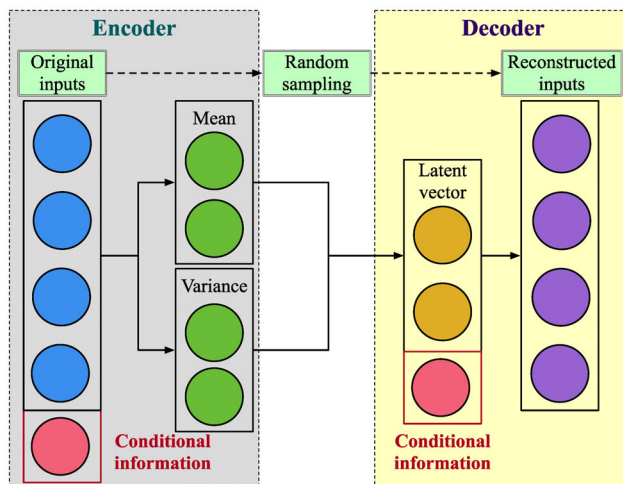 Encoder
Decoder
Original
inputs
Random
sampling
Reconstructed
inputs
Mean
Variance
Latent
vector
Conditional
information
Conditional
information